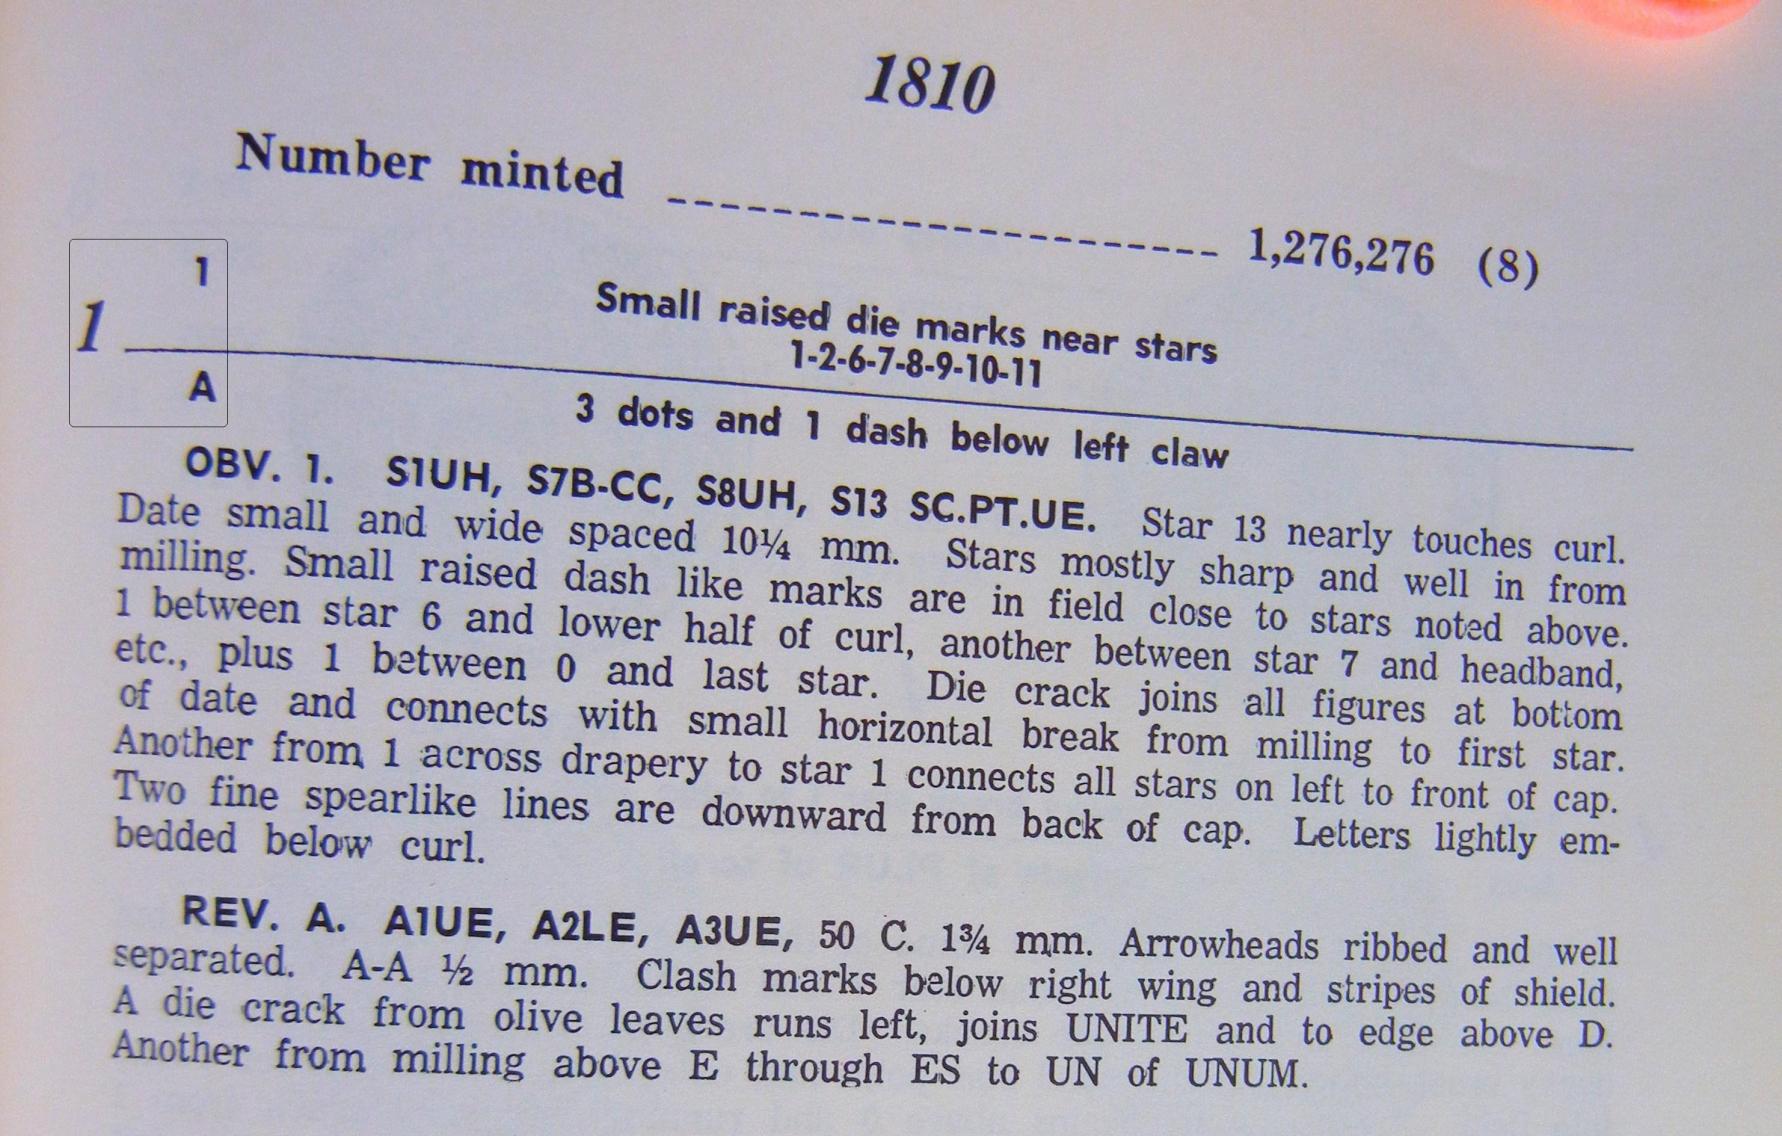 1810
Number minted ---------------------- 1,276,276 (8)
1
1
Small raised die marks near stars
1-2-6-7-8-9-10-11
A
3 dots and 1 dash below left claw
OBV. 1. S1UH, S7B-CC, S8UH, S13 SC.PT.UE. Star 13 nearly touches curl.
Date small and wide spaced 10¼ mm. Stars mostly sharp and well in from
milling. Small raised dash like marks are in field close to stars noted above.
1 between star 6 and lower half of curl, another between star 7 and headband,
etc., plus 1 between 0 and last star. Die crack joins all figures at bottom
of date and connects with small horizontal break from milling to first star.
Another from 1 across drapery to star 1 connects all stars on left to front of cap.
Two fine spearlike lines are downward from back of cap. Letters lightly em-
bedded below curl.
REV. A. A1UE, A2LE, A3UE, 50 C. 1¾ mm. Arrowheads ribbed and well
separated. A-A ½ mm. Clash marks below right wing and stripes of shield.
A die crack from olive leaves runs left, joins UNITE and to edge above D.
Another from milling above E through ES to UN of UNUM.